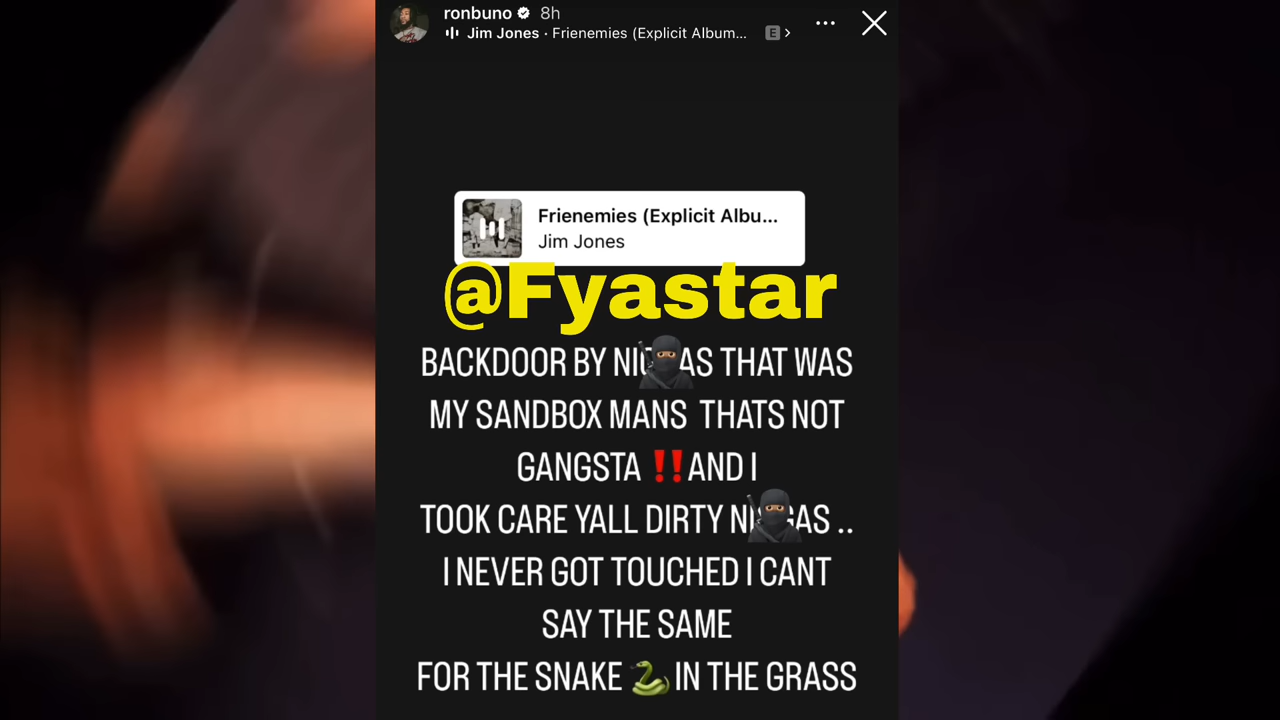 ronbuno 8h
Jim Jones · Frienemies (Explicit Album... E
Frienemies (Explicit Albu...
Jim Jones
@Fyastar
BACKDOOR BY NI🥷AS THAT WAS
MY SANDBOX MANS THATS NOT
GANGSTA ‼️AND I
TOOK CARE YALL DIRTY NI🥷GAS ..
I NEVER GOT TOUCHED I CANT
SAY THE SAME
FOR THE SNAKE 🐍IN THE GRASS